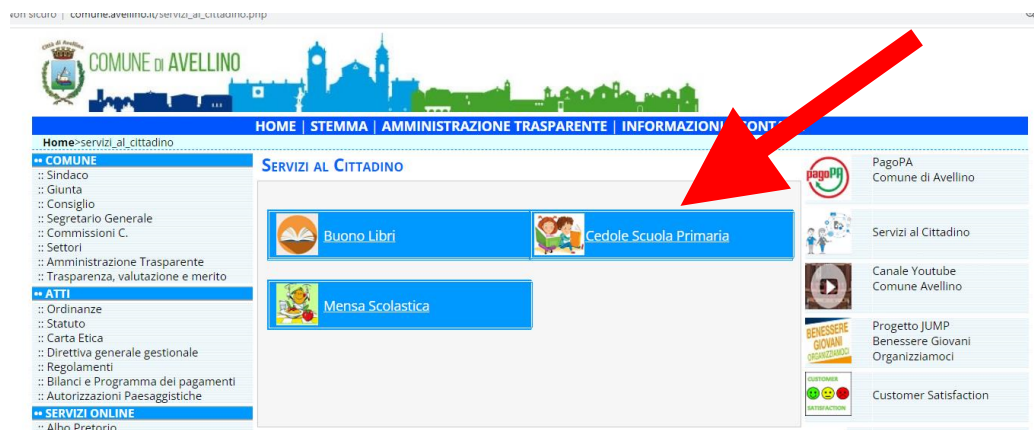 comune.avellino.it/servizi_al_cittadino.php
COMUNE DI AVELLINO
HOME | STEMMA | AMMINISTRAZIONE TRASPARENTE | INFORMAZIONI
Home>servizi_al_cittadino
•• COMUNE
:: Sindaco
:: Giunta
:: Consiglio
:: Segretario Generale
:: Commissioni C.
:: Settori
:: Amministrazione Trasparente
:: Trasparenza, valutazione e merito
•• ATTI
:: Ordinanze
:: Statuto
:: Carta Etica
:: Direttiva generale gestionale
:: Regolamenti
:: Bilanci e Programma dei pagamenti
:: Autorizzazioni Paesaggistiche
•• SERVIZI ONLINE
:: Albo Pretorio
SERVIZI AL CITTADINO
Buono Libri
Cedole Scuola Primaria
Mensa Scolastica
pagoPA
PagoPA
Comune di Avellino
Servizi al Cittadino
Canale Youtube
Comune Avellino
BENESSERE
GIOVANI
ORGANIZZIAMOCI
Progetto JUMP
Benessere Giovani
Organizziamoci
CUSTOMER
SATISFACTION
Customer Satisfaction